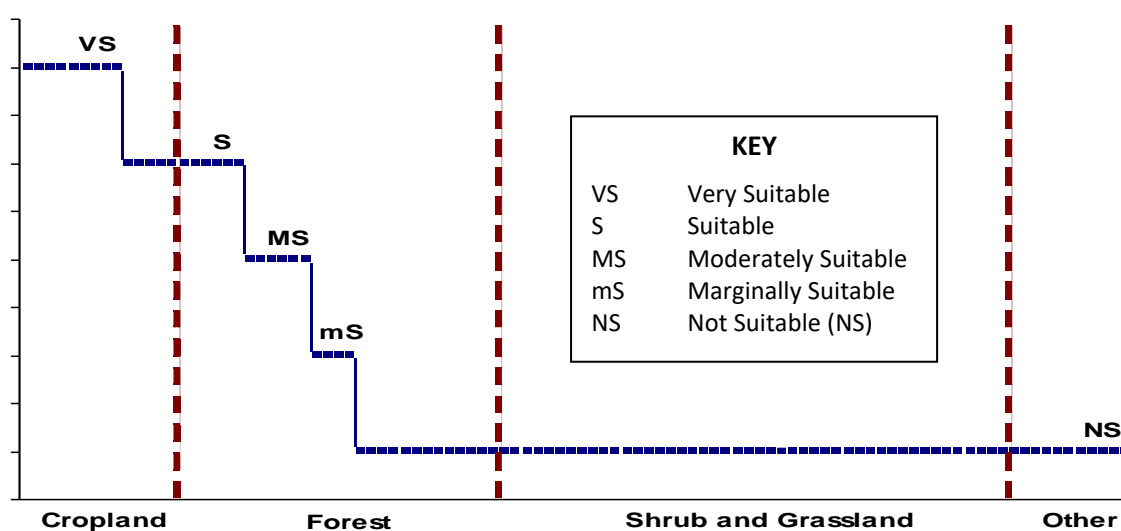 VS
S
MS
mS
NS
KEY
VS Very Suitable
S Suitable
MS Moderately Suitable
mS Marginally Suitable
NS Not Suitable (NS)
Cropland Forest Shrub and Grassland Other